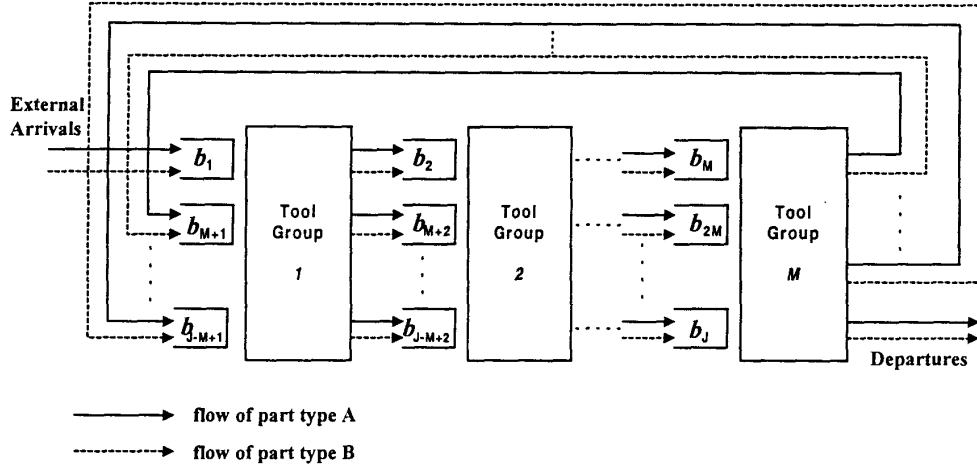 External
Arrivals
b1 b2 bM
bM+1 Tool Group 1 bM+2 Tool Group 2 b2M Tool Group M
bJ-M+1 bJ-M+2 bJ
Departures
flow of part type A
flow of part type B